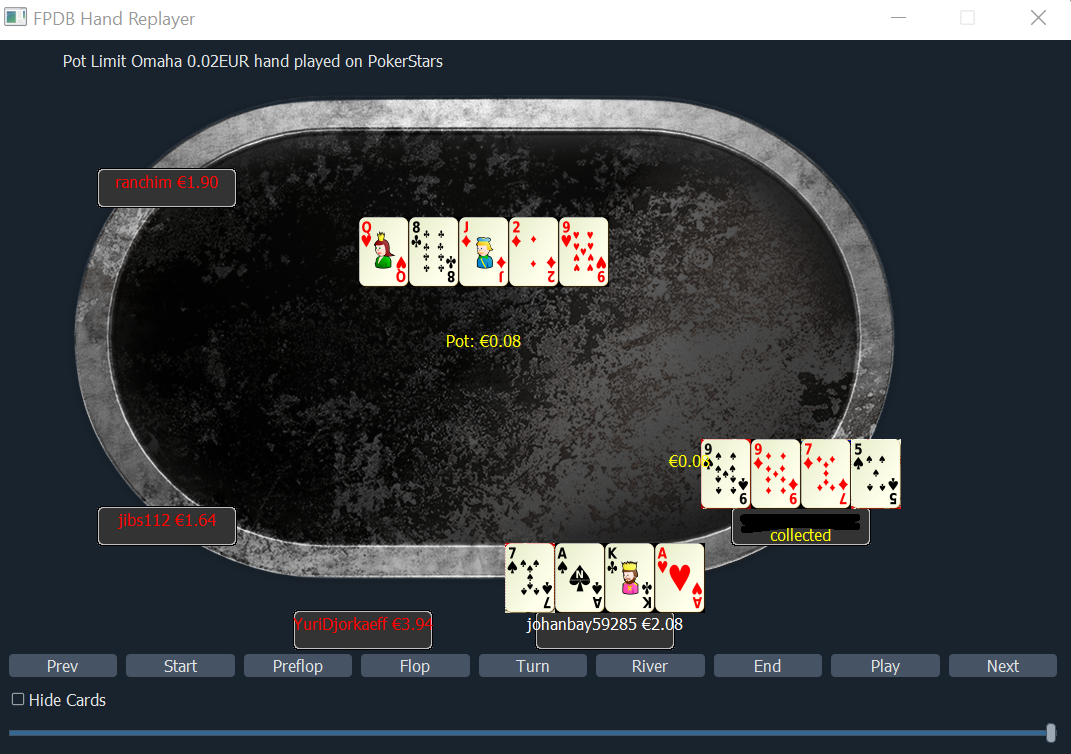 FPDB Hand Replayer
Pot Limit Omaha 0.02EUR hand played on PokerStars
ranchim €1.90
Q 8 J 2 9
Q 8 J 2 9
Pot: €0.08
9 9 7 5
€0.0
9 9 7 5
jibs112 €1.64
collected
7 A K A
N
7 A K A
YuriDjorkaeff €3.94
johanbay59285 €2.08
Prev Start Preflop Flop Turn River End Play Next
Hide Cards